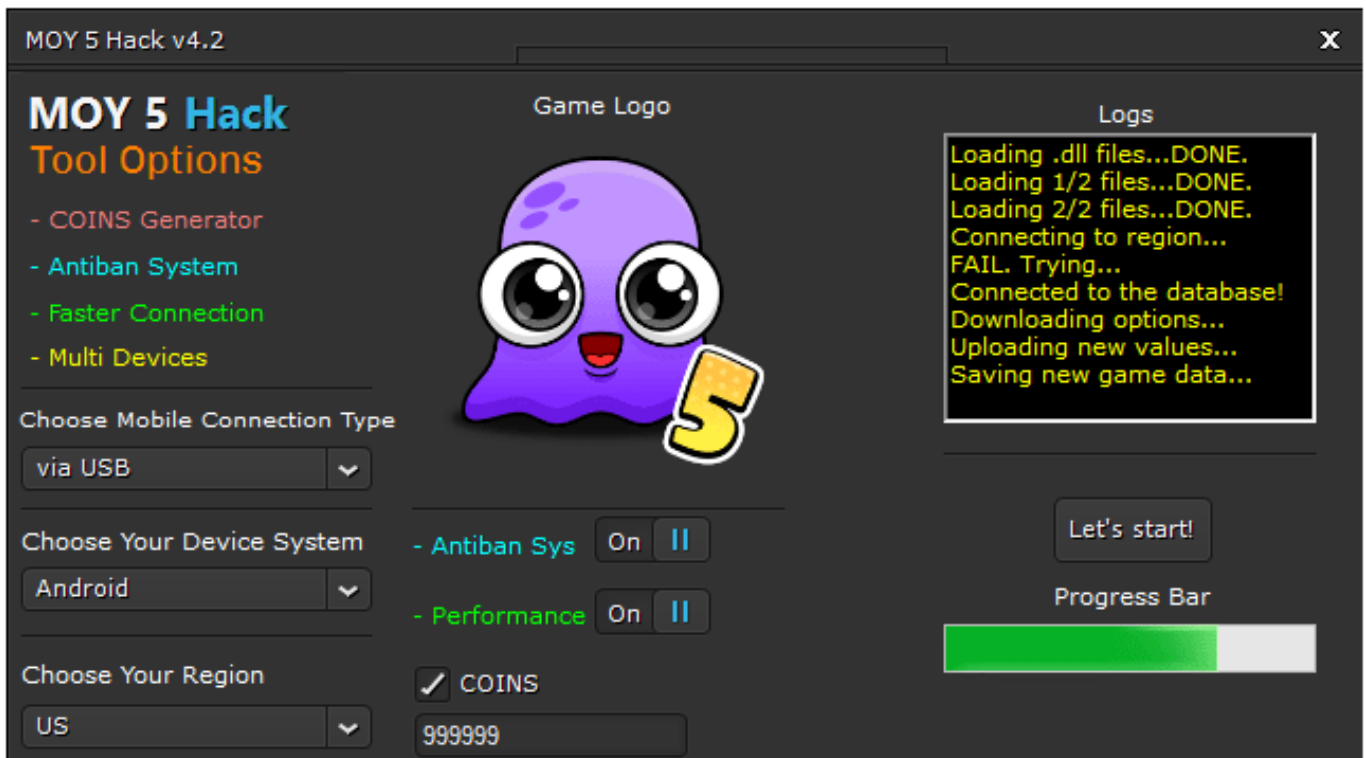 MOY 5 Hack v4.2
x
MOY 5 Hack
Tool Options
- COINS Generator
- Antiban System
- Faster Connection
- Multi Devices
Choose Mobile Connection Type
via USB
Choose Your Device System
Android
Choose Your Region
US
Game Logo
5
- Antiban Sys On
- Performance On
COINS
999999
Logs
Loading .dll files...DONE.
Loading 1/2 files...DONE.
Loading 2/2 files...DONE.
Connecting to region...
FAIL. Trying...
Connected to the database!
Downloading options...
Uploading new values...
Saving new game data...
Let's start!
Progress Bar